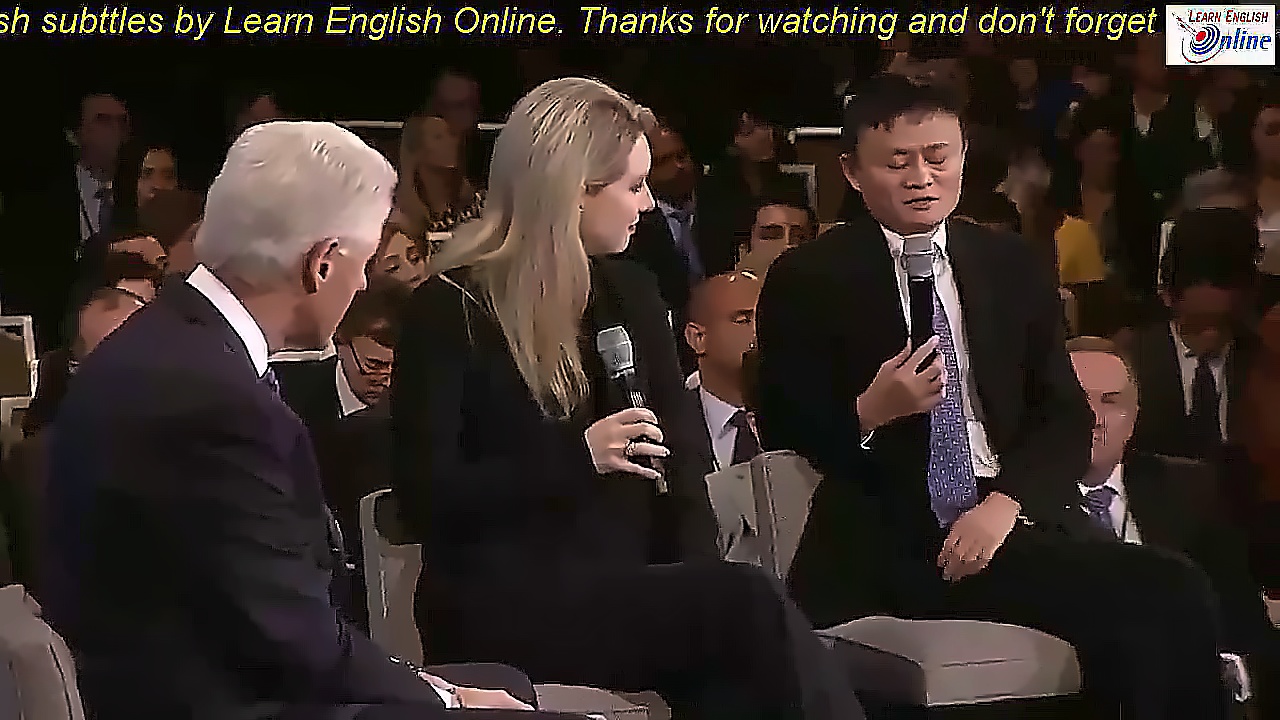 sh subttles by Learn English Online. Thanks for watching and don't forget
LEARN ENGLISH
Online